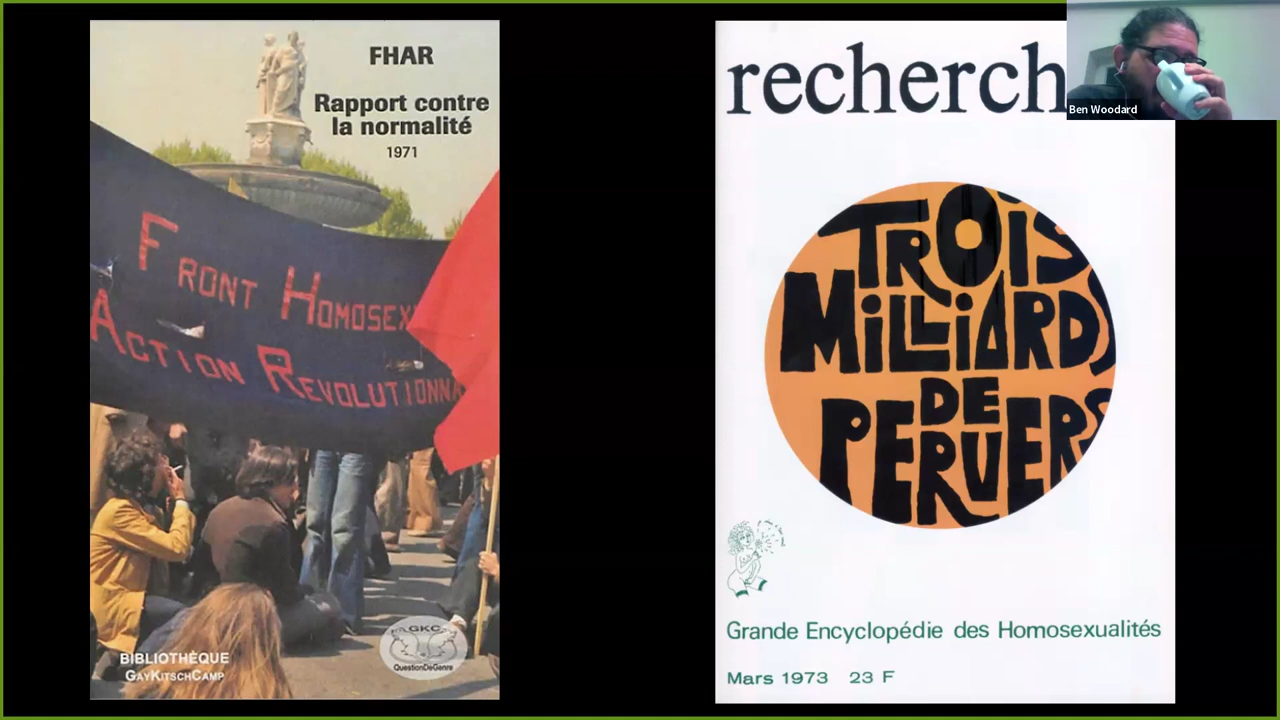 FHAR
Rapport contre
la normalité
1971
FRONT HOMOSEX
ACTION REVOLUTIONNA
BIBLIOTHÈQUE
GAYKITSCHCAMP
GKC
QuestionDeGenre
recherch
TROIS
MILLIARDS
DE
PERVERS
Grande Encyclopédie des Homosexualités
Mars 1973 23 F
Ben Woodard